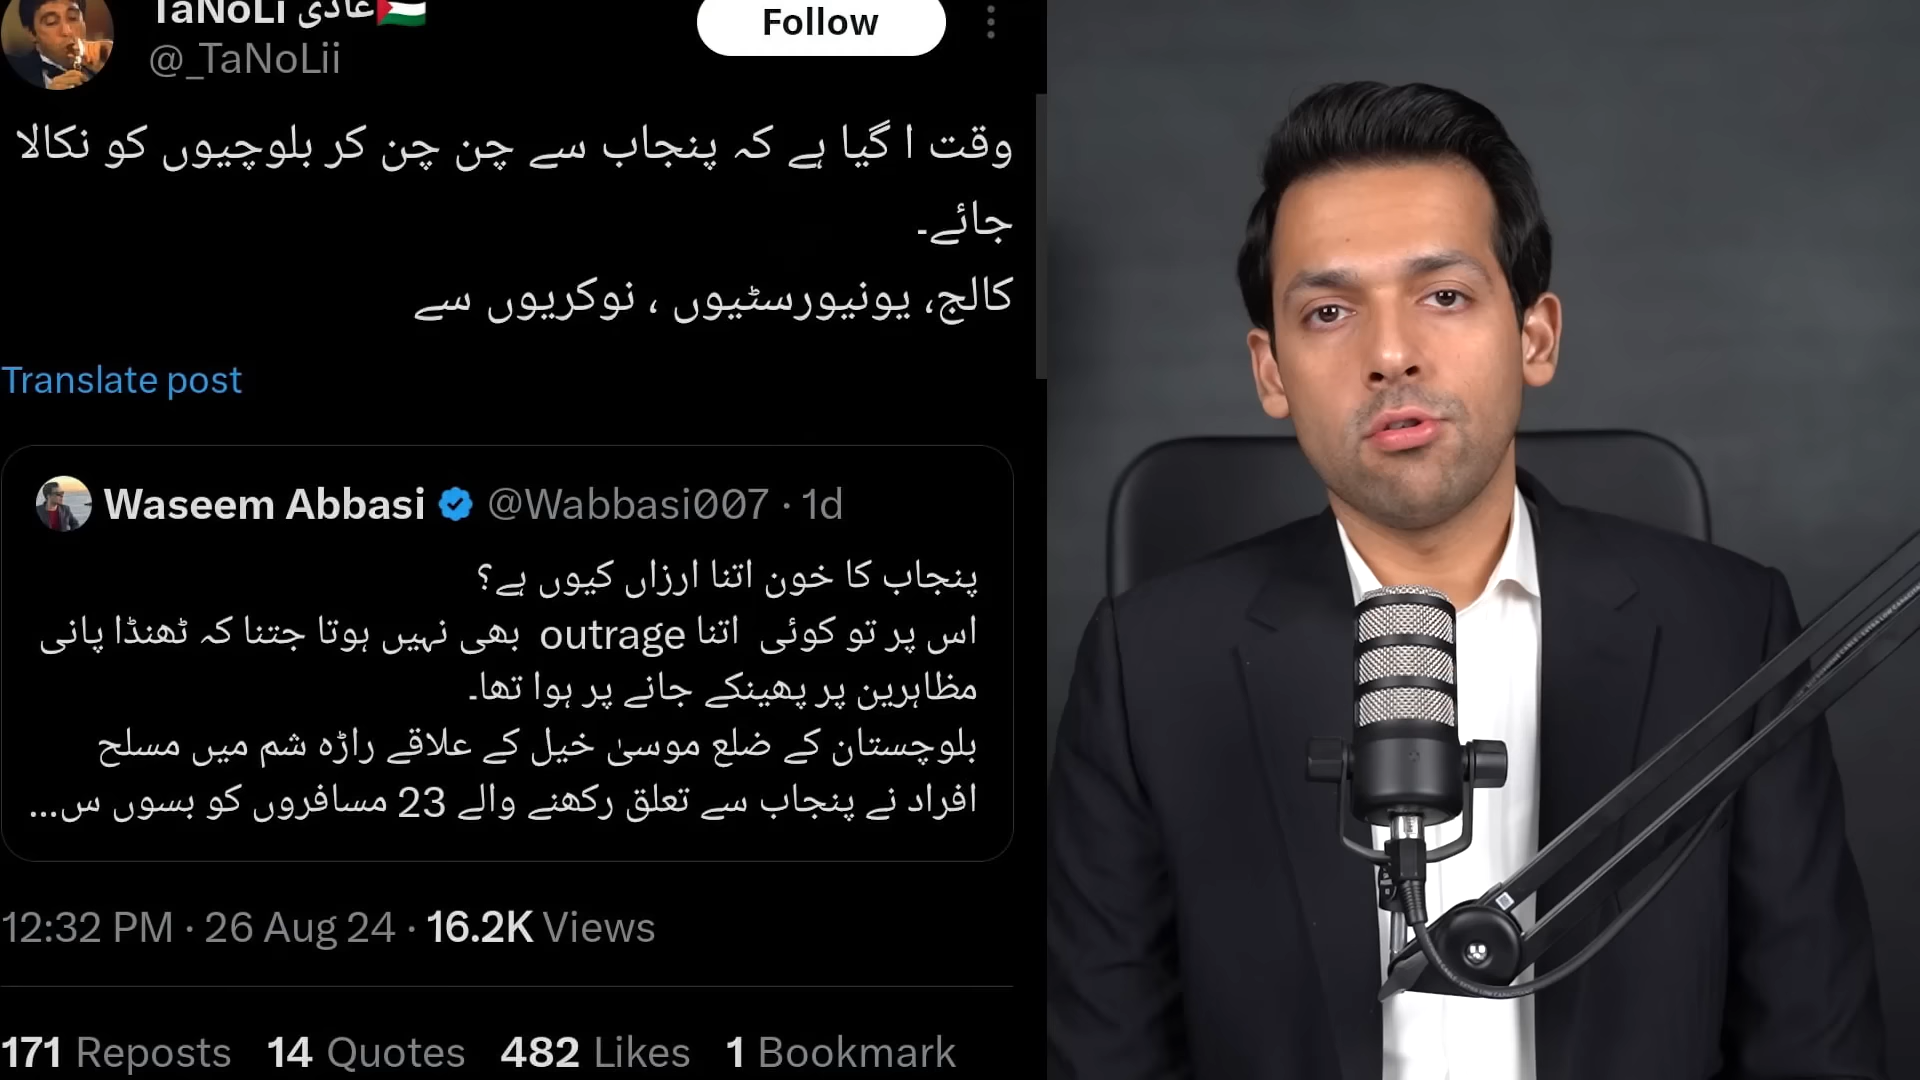 TaNoLi عادی
@_TaNoLii
Follow
وقت ا گیا ہے کہ پنجاب سے چن چن کر بلوچیوں کو نکالا
جائے۔
کالج، یونیورسٹیوں ، نوکریوں سے
Translate post
Waseem Abbasi @Wabbasi007 · 1d
پنجاب کا خون اتنا ارزاں کیوں ہے؟
اس پر تو کوئی اتنا outrage بھی نہیں ہوتا جتنا کہ ٹھنڈا پانی
مظاہرین پر پھینکے جانے پر ہوا تھا۔
بلوچستان کے ضلع موسیٰ خیل کے علاقے راڑہ شم میں مسلح
افراد نے پنجاب سے تعلق رکھنے والے 23 مسافروں کو بسوں س...
12:32 PM · 26 Aug 24 · 16.2K Views
171 Reposts 14 Quotes 482 Likes 1 Bookmark